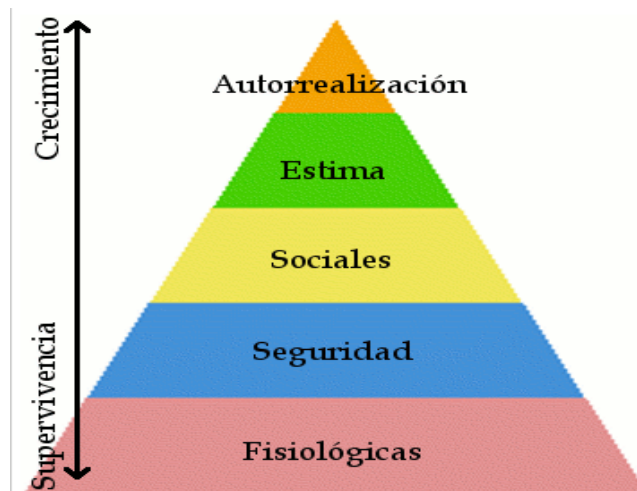 Crecimiento
Autorrealización
Estima
Sociales
Seguridad
Supervivencia
Fisiológicas